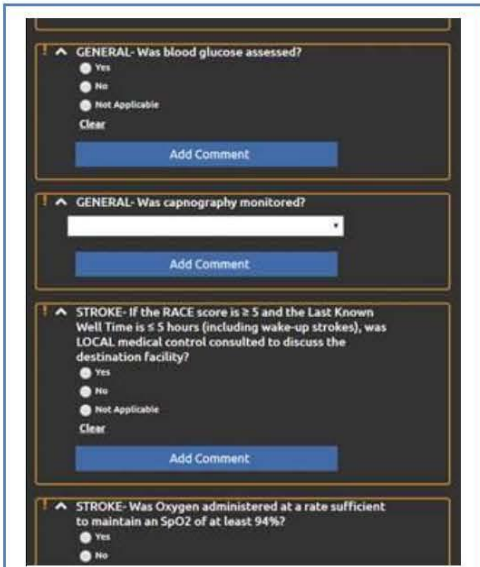 ! GENERAL- Was blood glucose assessed?
Yes
No
Not Applicable
Clear
Add Comment
! GENERAL- Was capnography monitored?
Add Comment
! STROKE- If the RACE score is ≥ 5 and the Last Known
Well Time is ≤ 5 hours (including wake-up strokes), was
LOCAL medical control consulted to discuss the
destination facility?
Yes
No
Not Applicable
Clear
Add Comment
! STROKE- Was Oxygen administered at a rate sufficient
to maintain an SpO2 of at least 94%?
Yes
No